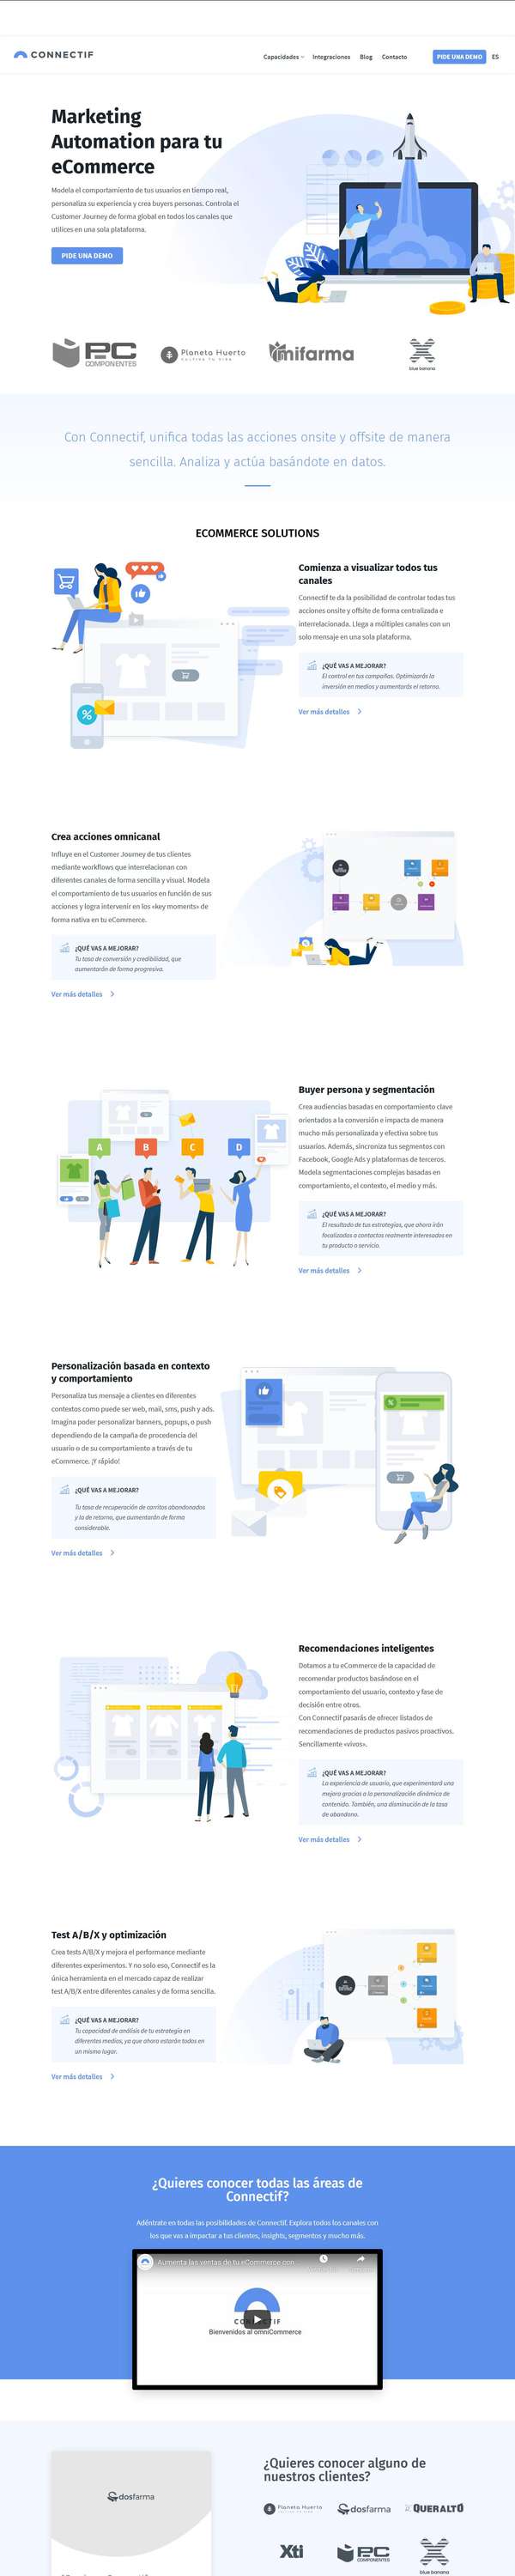 CONNECTIF
Capacidades
Integraciones
Blog
Contacto
PIDE UNA DEMO
ES
Marketing
Automation para tu
eCommerce
Modela el comportamiento de tus usuarios en tiempo real,
personaliza su experiencia y crea buyers personas. Controla el
Customer Journey de forma global en todos los canales que
utilices en una sola plataforma.
PIDE UNA DEMO
PC
COMPONENTES
Planeta Huerto
CULTIVA TU VIDA
mifarma
blue banana
Con Connectif, unifica todas las acciones onsite y offsite de manera
sencilla. Analiza y actúa basándote en datos.
ECOMMERCE SOLUTIONS
Comienza a visualizar todos tus
canales
Connectif te da la posibilidad de controlar todas tus
acciones onsite y offsite de forma centralizada e
interrelacionada. Llega a múltiples canales con un
solo mensaje en una sola plataforma.
¿QUÉ VAS A MEJORAR?
El control en tus campañas. Optimizarás la
inversión en medios y aumentarás el retorno.
Ver más detalles
Crea acciones omnicanal
Influye en el Customer Journey de tus clientes
mediante workflows que interrelacionan con
diferentes canales de forma sencilla y visual. Modela
el comportamiento de tus usuarios en función de sus
acciones y logra intervenir en los «key moments» de
forma nativa en tu eCommerce.
¿QUÉ VAS A MEJORAR?
Tu tasa de conversión y credibilidad, que
aumentarán de forma progresiva.
Ver más detalles
A
B
C
D
Buyer persona y segmentación
Crea audiencias basadas en comportamiento clave
orientados a la conversión e impacta de manera
mucho más personalizada y efectiva sobre tus
usuarios. Además, sincroniza tus segmentos con
Facebook, Google Ads y plataformas de terceros.
Modela segmentaciones complejas basadas en
comportamiento, el contexto, el medio y más.
¿QUÉ VAS A MEJORAR?
El resultado de tus estrategias, que ahora irán
focalizadas a contactos realmente interesados en
tu producto o servicio.
Ver más detalles
Personalización basada en contexto
y comportamiento
Personaliza tus mensaje a clientes en diferentes
contextos como puede ser web, mail, sms, push y ads.
Imagina poder personalizar banners, popups, o push
dependiendo de la campaña de procedencia del
usuario o de su comportamiento a través de tu
eCommerce. ¡Y rápido!
¿QUÉ VAS A MEJORAR?
Tu tasa de recuperación de carritos abandonados
y la de retorno, que aumentarán de forma
considerable.
Ver más detalles
Recomendaciones inteligentes
Dotamos a tu eCommerce de la capacidad de
recomendar productos basándose en el
comportamiento del usuario, contexto y fase de
decisión entre otros.
Con Connectif pasarás de ofrecer listados de
recomendaciones de productos pasivos proactivos.
Sencillamente «vivos».
¿QUÉ VAS A MEJORAR?
La experiencia de usuario, que experimentará una
mejora gracias a la personalización dinámica de
contenido. También, una disminución de la tasa
de abandono.
Ver más detalles
Test A/B/X y optimización
Crea tests A/B/X y mejora el performance mediante
diferentes experimentos. Y no solo eso, Connectif es la
única herramienta en el mercado capaz de realizar
test A/B/X entre diferentes canales y de forma sencilla.
¿QUÉ VAS A MEJORAR?
Tu capacidad de análisis de tu estrategia en
diferentes medios, ya que ahora estarán todos en
un mismo lugar.
Ver más detalles
¿Quieres conocer todas las áreas de
Connectif?
Adéntrate en todas las posibilidades de Connectif. Explora todos los canales con
los que vas a impactar a tus clientes, insights, segmentos y mucho más.
Aumenta las ventas de tu eCommerce con
Bienvenidos al omniCommerce
dosfarma
¿Quieres conocer alguno de
nuestros clientes?
Planeta Huerto
dosfarma
QUERALTÓ
Xti
PC
COMPONENTES
blue banana